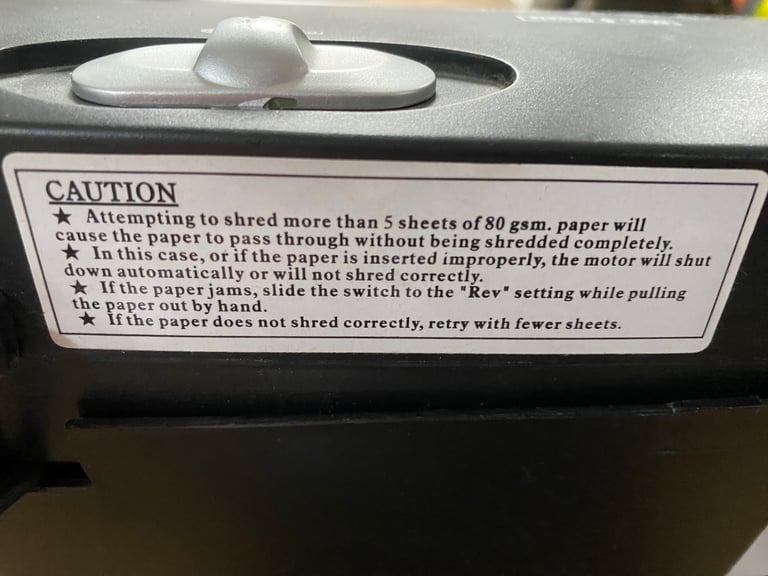 CAUTION
★ Attempting to shred more than 5 sheets of 80 gsm. paper will
cause the paper to pass through without being shredded completely.
★ In this case, or if the paper is inserted improperly, the motor will shut
down automatically or will not shred correctly.
★ If the paper jams, slide the switch to the "Rev" setting while pulling
the paper out by hand.
★ If the paper does not shred correctly, retry with fewer sheets.